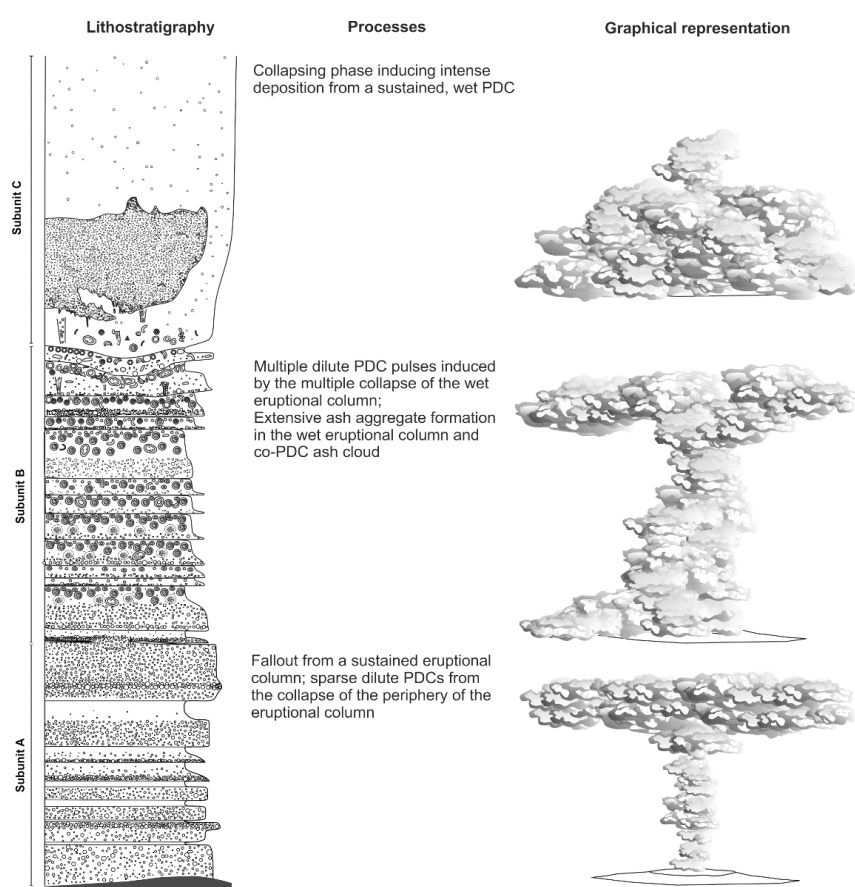 Lithostratigraphy
Processes
Graphical representation
Subunit C
Collapsing phase inducing intense
deposition from a sustained, wet PDC
Subunit B
Multiple dilute PDC pulses induced
by the multiple collapse of the wet
eruptional column;
Extensive ash aggregate formation
in the wet eruptional column and
co-PDC ash cloud
Subunit A
Fallout from a sustained eruptional
column; sparse dilute PDCs from
the collapse of the periphery of the
eruptional column